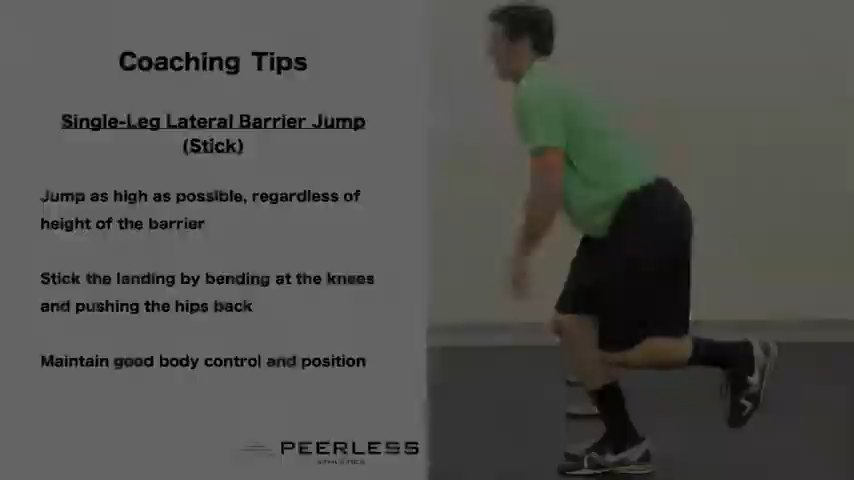 Coaching Tips
Single-Leg Lateral Barrier Jump
(Stick)
Jump as high as possible, regardless of
height of the barrier
Stick the landing by bending at the knees
and pushing the hips back
Maintain good body control and position
PEERLESS
ATHLETICS